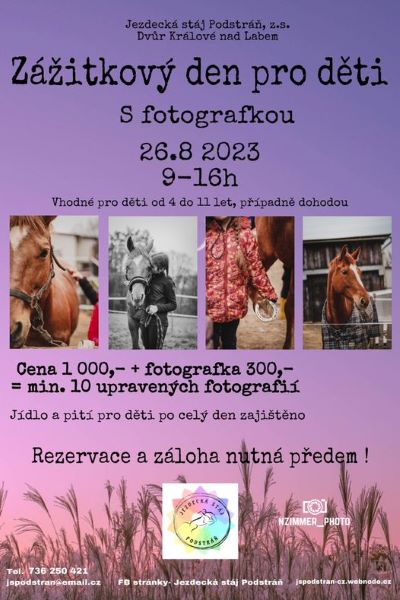 Jezdecká stáj Podstráň, z.s.
Dvůr Králové nad Labem
Zážitkový den pro děti
S fotografkou
26.8 2023
9-16h
Vhodné pro děti od 4 do 11 let, případně dohodou
Cena 1 000,- + fotografka 300,-
= min. 10 upravených fotografií
Jídlo a pití pro děti po celý den zajištěno
Rezervace a záloha nutná předem !
JEZDECKÁ STÁJ
PODSTRÁŇ
NZIMMER_PHOTO
Tel. 736 250 421
jspodstran@email.cz
FB stránky- Jezdecká stáj Podstráň
jspodstran-cz.webnode.cz